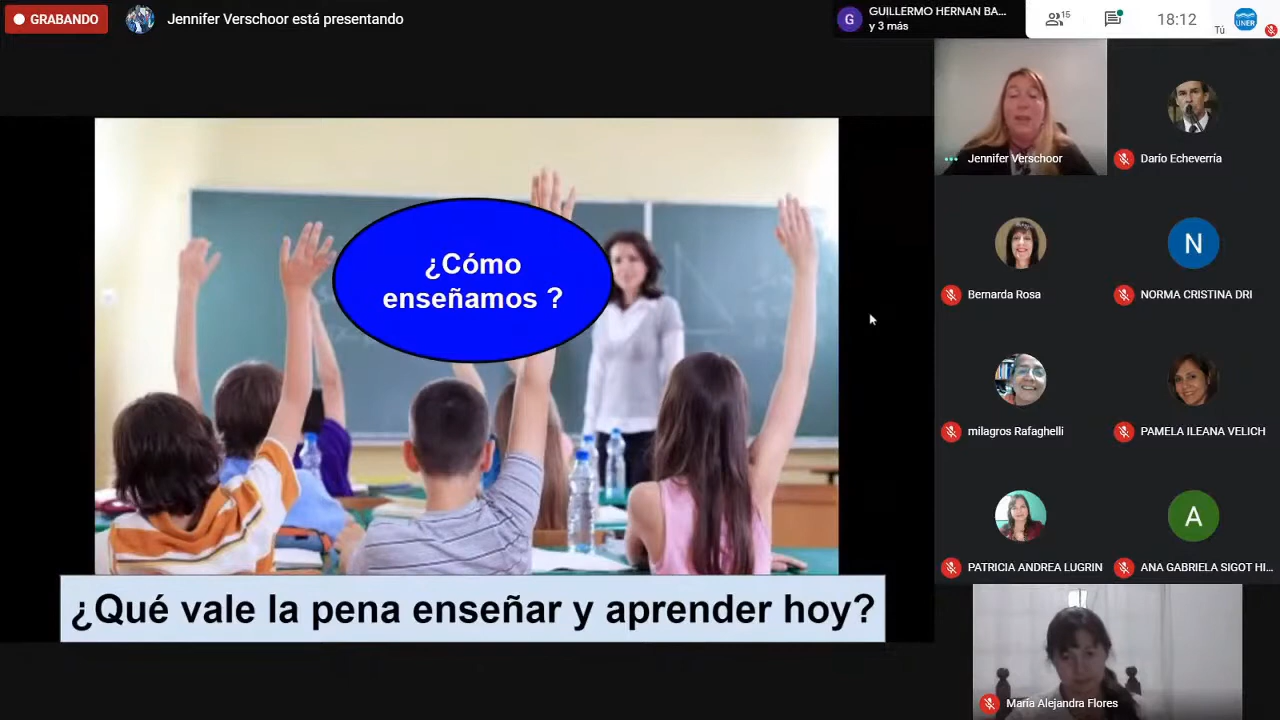 GRABANDO
Jennifer Verschoor está presentando
G
GUILLERMO HERNAN BA...
y 3 más
15
18:12
Tú
UNER
¿Cómo
enseñamos ?
¿Qué vale la pena enseñar y aprender hoy?
Jennifer Verschoor
Darío Echeverría
Bernarda Rosa
N
NORMA CRISTINA DRI
milagros Rafaghelli
PAMELA ILEANA VELICH
PATRICIA ANDREA LUGRIN
A
ANA GABRIELA SIGOT HI...
María Alejandra Flores